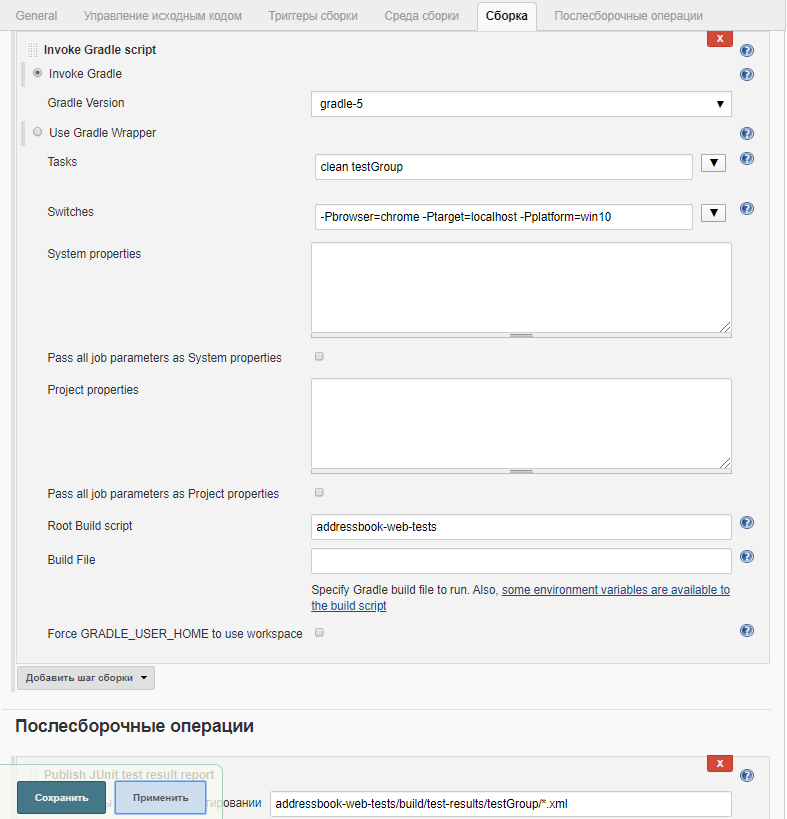 General Управление исходным кодом Триггеры сборки Среда сборки Сборка Послесборочные операции
Invoke Gradle script X
Invoke Gradle
Gradle Version gradle-5
Use Gradle Wrapper
Tasks clean testGroup
Switches -Pbrowser=chrome -Ptarget=localhost -Pplatform=win10
System properties
Pass all job parameters as System properties
Project properties
Pass all job parameters as Project properties
Root Build script addressbook-web-tests
Build File
Specify Gradle build file to run. Also, some environment variables are available to
the build script
Force GRADLE_USER_HOME to use workspace
Добавить шаг сборки
Послесборочные операции
Publish JUnit test result report X
Сохранить Применить addressbook-web-tests/build/test-results/testGroup/*.xml